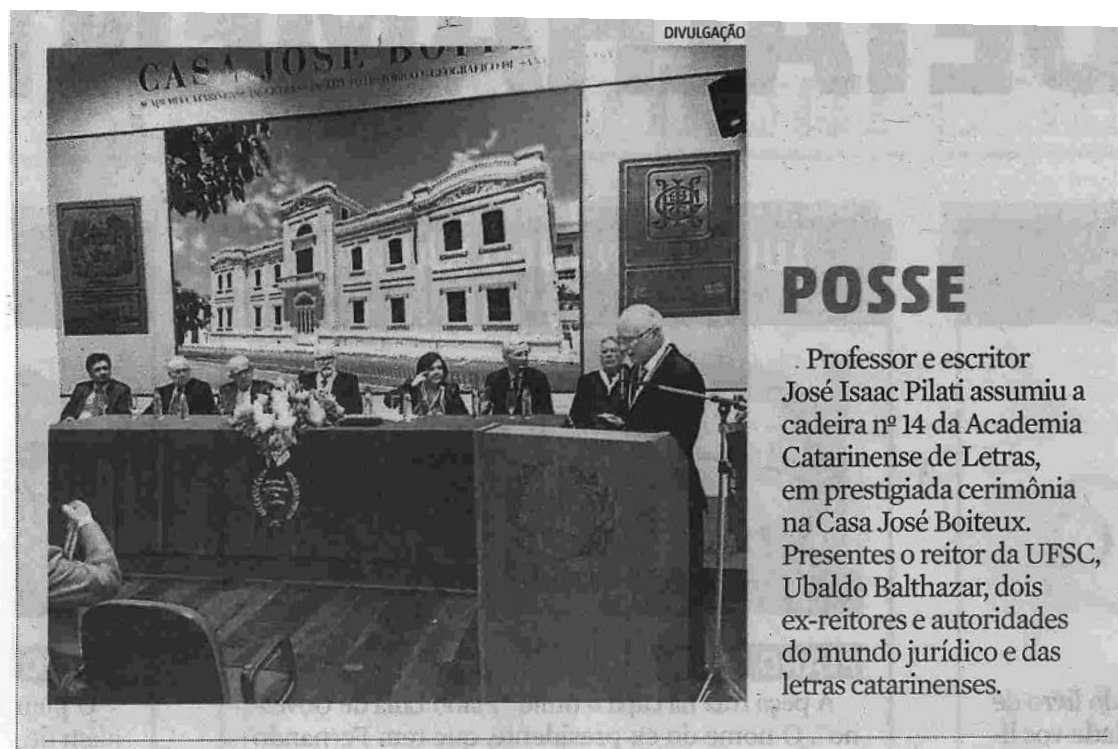 DIVULGAÇÃO
CASA JOSÉ
POSSE
Professor e escritor
José Isaac Pilati assumiu a
cadeira nº 14 da Academia
Catarinense de Letras,
em prestigiada cerimônia
na Casa José Boiteux.
Presentes o reitor da UFSC,
Ubaldo Balthazar, dois
ex-reitores e autoridades
do mundo jurídico e das
letras catarinenses.